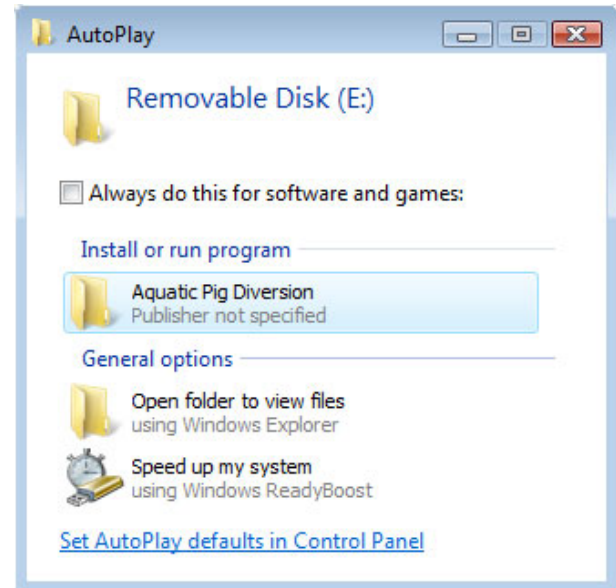 AutoPlay
Removable Disk (E:)
Always do this for software and games:
Install or run program
Aquatic Pig Diversion
Publisher not specified
General options
Open folder to view files
using Windows Explorer
Speed up my system
using Windows ReadyBoost
Set AutoPlay defaults in Control Panel